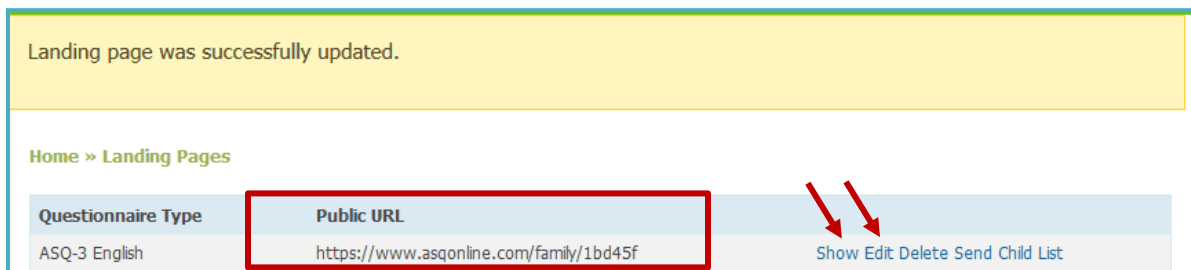 Landing page was successfully updated.
Home » Landing Pages
Questionnaire Type Public URL
ASQ-3 English https://www.asqonline.com/family/1bd45f Show Edit Delete Send Child List